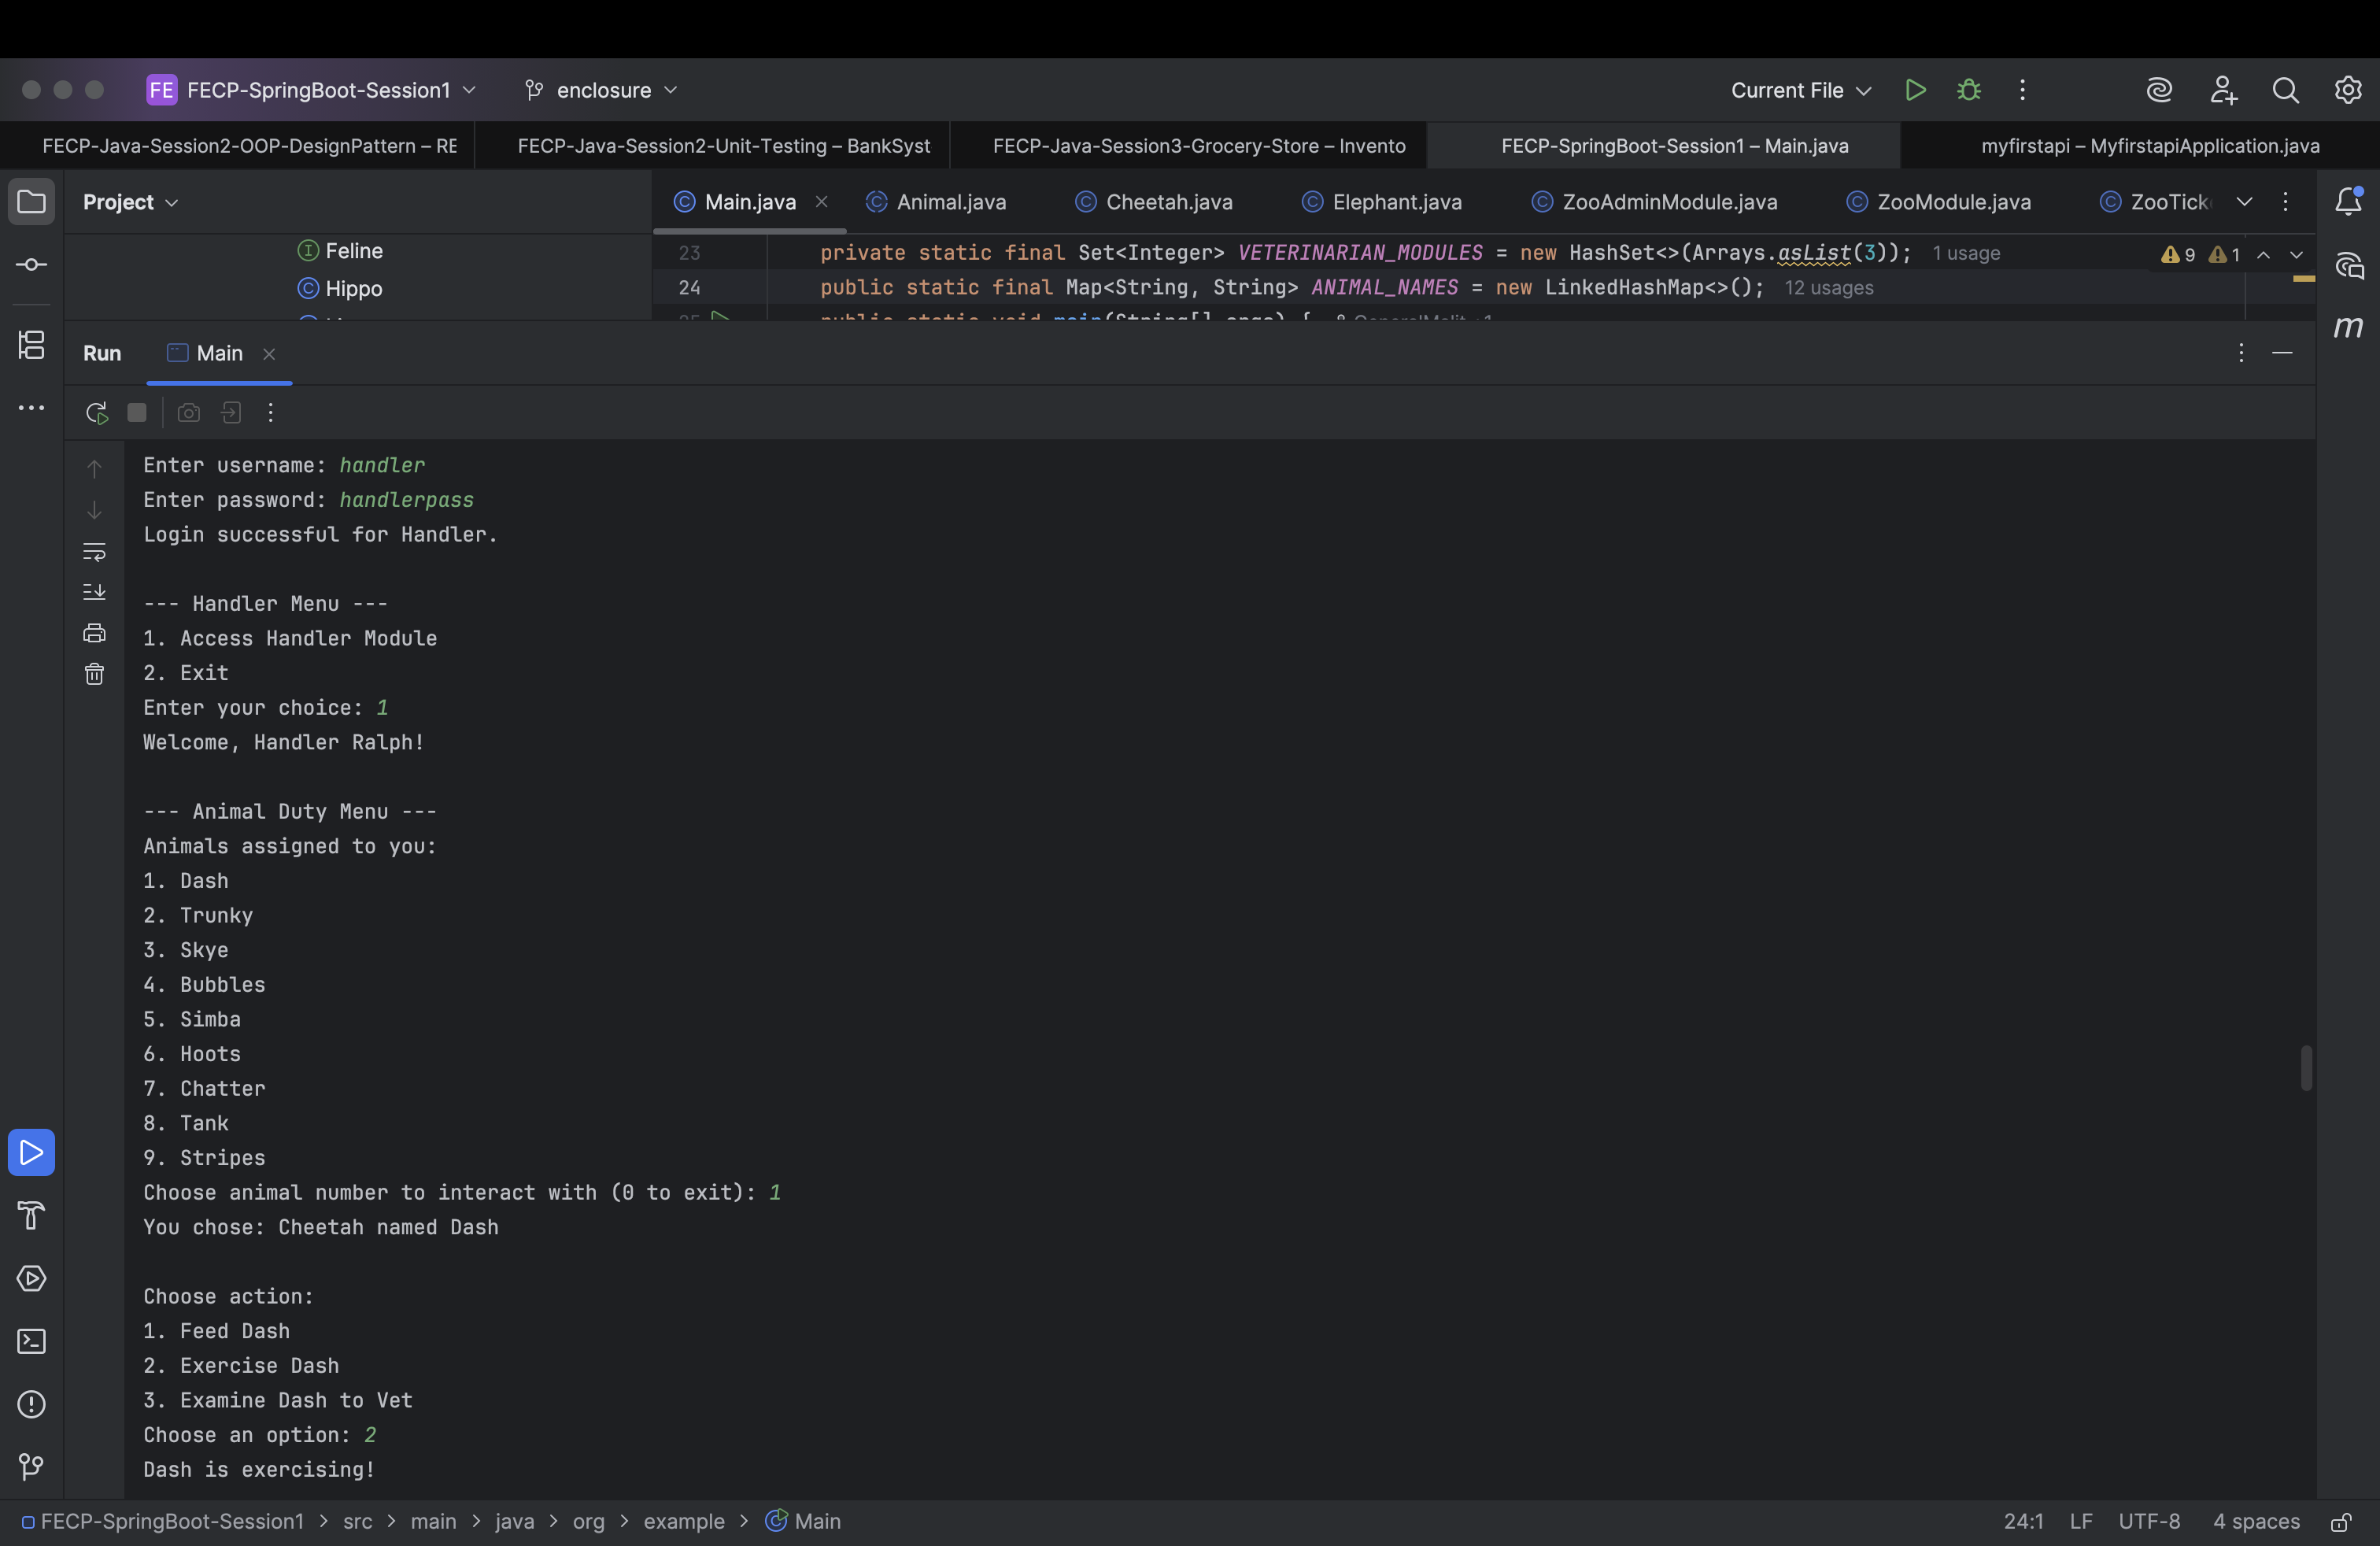 FE FECP-SpringBoot-Session1 enclosure Current File
FECP-Java-Session2-OOP-DesignPattern – RE FECP-Java-Session2-Unit-Testing – BankSyst FECP-Java-Session3-Grocery-Store – Invento FECP-SpringBoot-Session1 – Main.java myfirstapi – MyfirstapiApplication.java
Project Main.java Animal.java Cheetah.java Elephant.java ZooAdminModule.java ZooModule.java ZooTick
Feline
Hippo
23 private static final Set<Integer> VETERINARIAN_MODULES = new HashSet<>(Arrays.asList(3)); 1 usage 9 1
24 public static final Map<String, String> ANIMAL_NAMES = new LinkedHashMap<>(); 12 usages
25 public static void main(String[] args) {
Run Main
Enter username: handler
Enter password: handlerpass
Login successful for Handler.
--- Handler Menu ---
1. Access Handler Module
2. Exit
Enter your choice: 1
Welcome, Handler Ralph!
--- Animal Duty Menu ---
Animals assigned to you:
1. Dash
2. Trunky
3. Skye
4. Bubbles
5. Simba
6. Hoots
7. Chatter
8. Tank
9. Stripes
Choose animal number to interact with (0 to exit): 1
You chose: Cheetah named Dash
Choose action:
1. Feed Dash
2. Exercise Dash
3. Examine Dash to Vet
Choose an option: 2
Dash is exercising!
FECP-SpringBoot-Session1 > src > main > java > org > example > Main 24:1 LF UTF-8 4 spaces